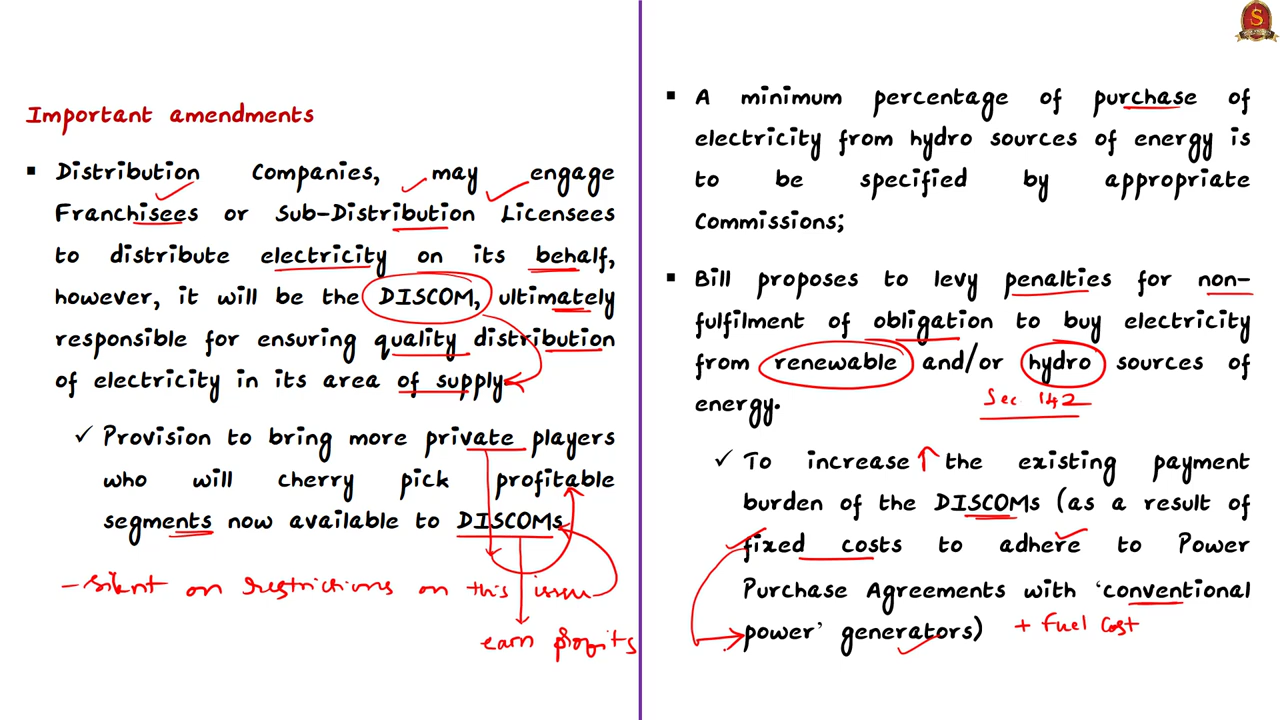 Important amendments
▪ Distribution Companies, may engage
Franchisees or Sub-Distribution Licensees
to distribute electricity on its behalf,
however, it will be the DISCOM, ultimately
responsible for ensuring quality distribution
of electricity in its area of supply
✓ Provision to bring more private players
who will cherry pick profitable
segments now available to DISCOMs
- silent on restrictions on this issue
earn profits
▪ A minimum percentage of purchase of
electricity from hydro sources of energy is
to be specified by appropriate
Commissions;
▪ Bill proposes to levy penalties for non-
fulfilment of obligation to buy electricity
from renewable and/or hydro sources of
energy.
Sec 142
✓ To increase the existing payment
burden of the DISCOMs (as a result of
fixed costs to adhere to Power
Purchase Agreements with ‘conventional
power’ generators)
+ Fuel Cost
S